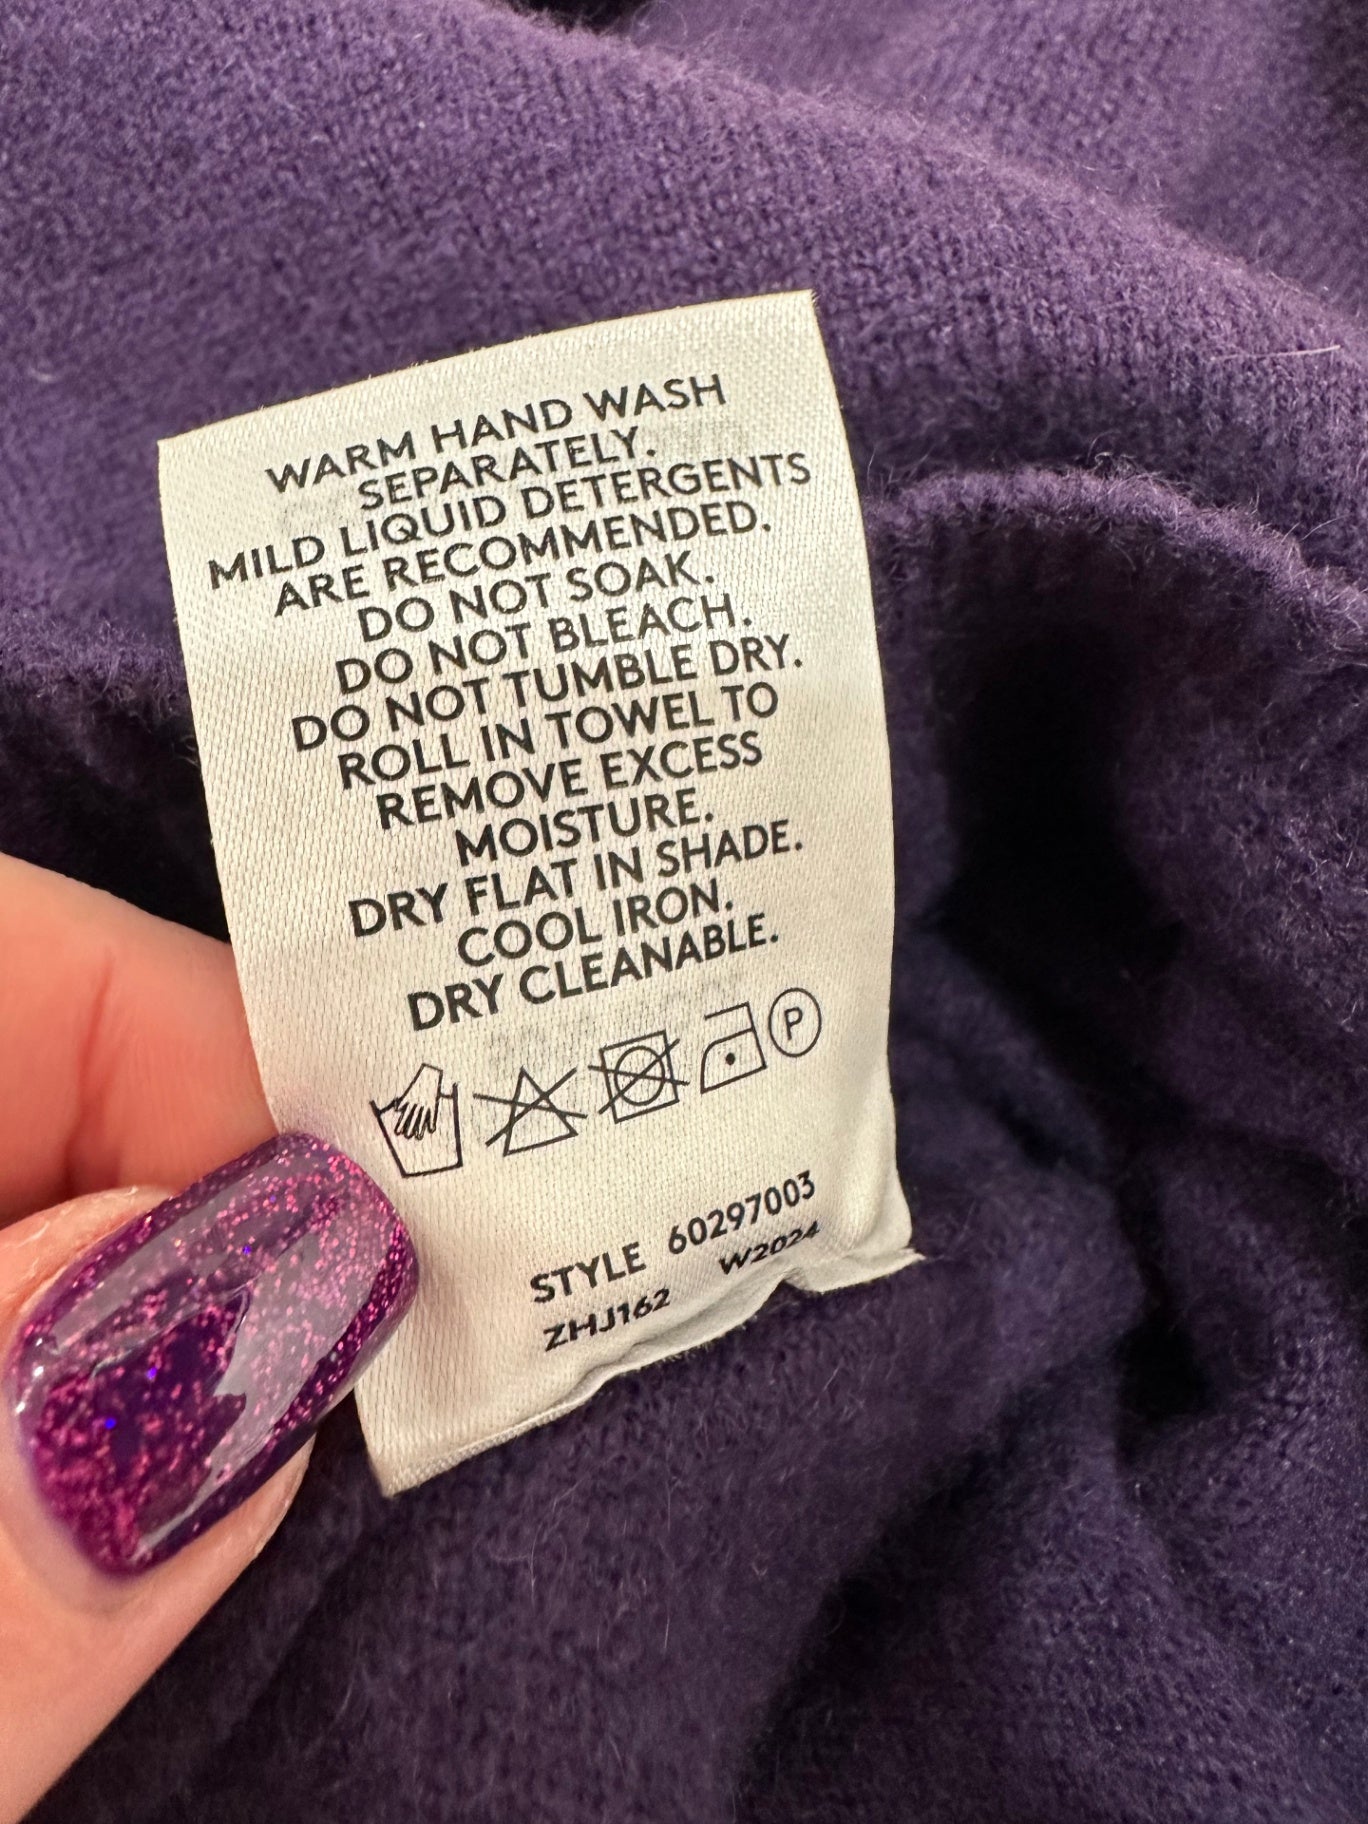 WARM HAND WASH
SEPARATELY.
MILD LIQUID DETERGENTS
ARE RECOMMENDED.
DO NOT SOAK.
DO NOT BLEACH.
DO NOT TUMBLE DRY.
ROLL IN TOWEL TO
REMOVE EXCESS
MOISTURE.
DRY FLAT IN SHADE.
COOL IRON.
DRY CLEANABLE.
P
STYLE 60297003
ZHJ162 W2024